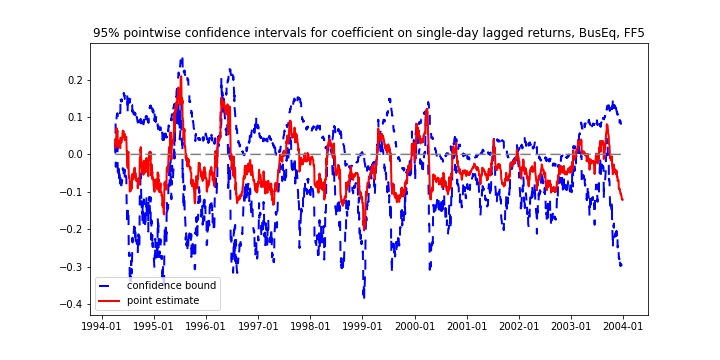 95% pointwise confidence intervals for coefficient on single-day lagged returns, BusEq, FF5
0.2
0.1
0.0
−0.1
−0.2
−0.3
−0.4
confidence bound
point estimate
1994-01 1995-01 1996-01 1997-01 1998-01 1999-01 2000-01 2001-01 2002-01 2003-01 2004-01